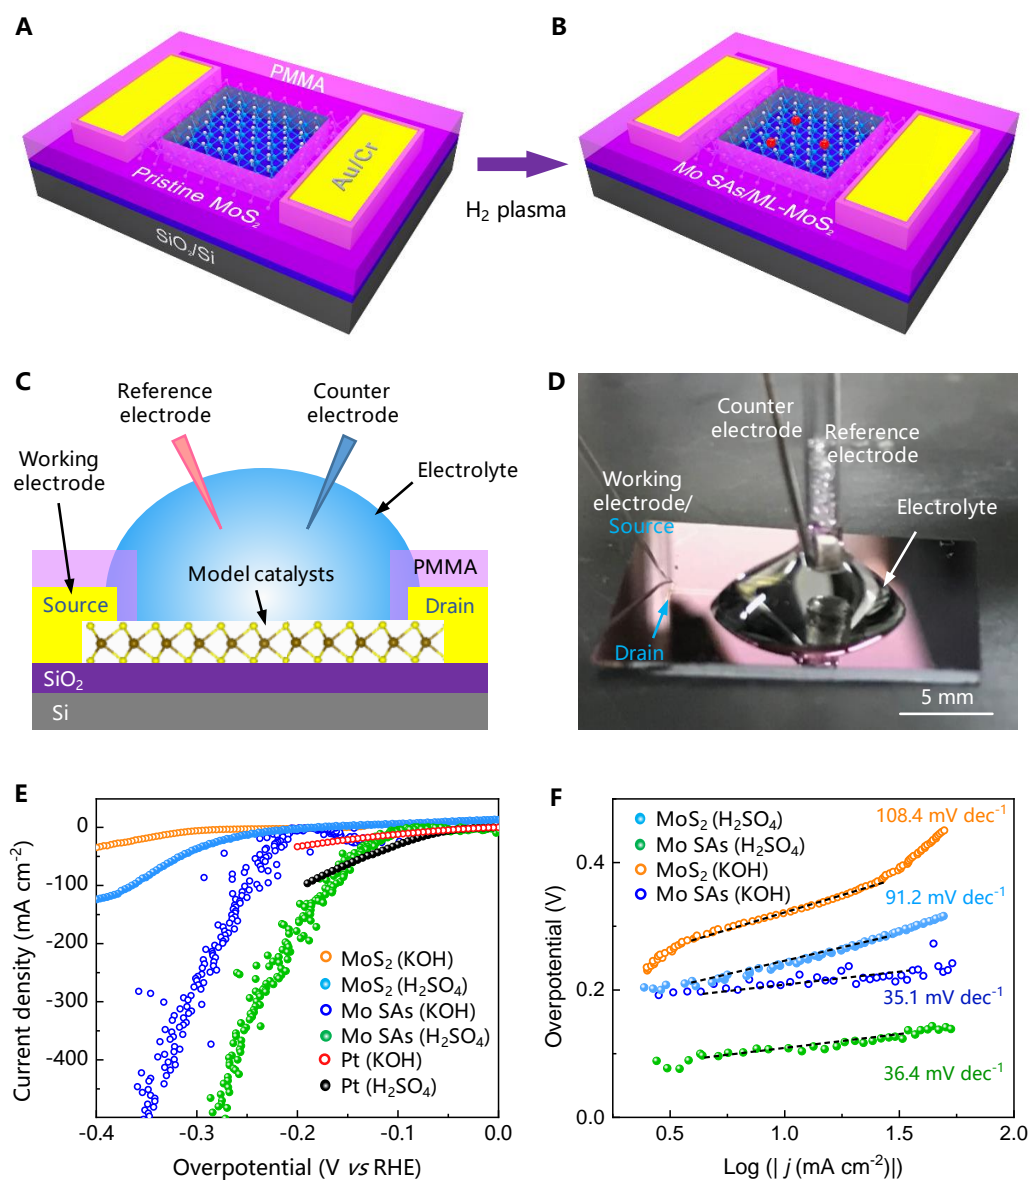 A
PMMA
Au/Cr
Pristine MoS₂
SiO₂/Si
H₂ plasma
B
Mo SAs/ML-MoS₂
C
Reference
electrode
Counter
electrode
Working
electrode
Electrolyte
Model catalysts
PMMA
Source
Drain
SiO₂
Si
D
Counter
electrode
Reference
electrode
Working
electrode/
Source
Electrolyte
Drain
5 mm
E
0
-100
-200
-300
-400
Current density (mA cm⁻²)
MoS₂ (KOH)
MoS₂ (H₂SO₄)
Mo SAs (KOH)
Mo SAs (H₂SO₄)
Pt (KOH)
Pt (H₂SO₄)
-0.4 -0.3 -0.2 -0.1 0.0
Overpotential (V vs RHE)
F
MoS₂ (H₂SO₄)
Mo SAs (H₂SO₄)
MoS₂ (KOH)
Mo SAs (KOH)
108.4 mV dec⁻¹
91.2 mV dec⁻¹
35.1 mV dec⁻¹
36.4 mV dec⁻¹
0.4
0.2
0.0
Overpotential (V)
0.5 1.0 1.5 2.0
Log (| j (mA cm⁻²)|)